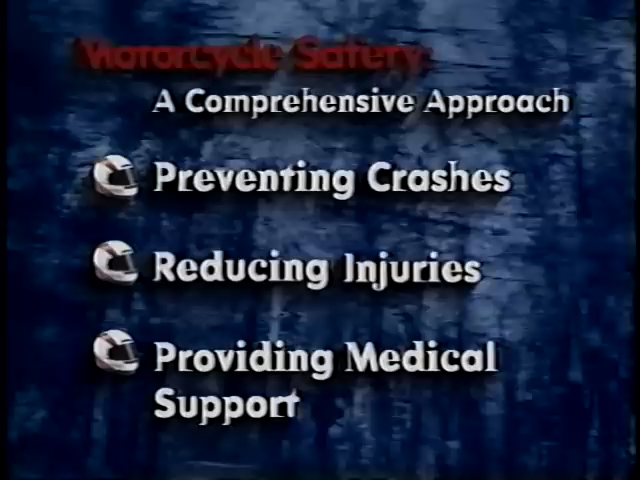 Motorcycle Safety:
A Comprehensive Approach
Preventing Crashes
Reducing Injuries
Providing Medical
Support